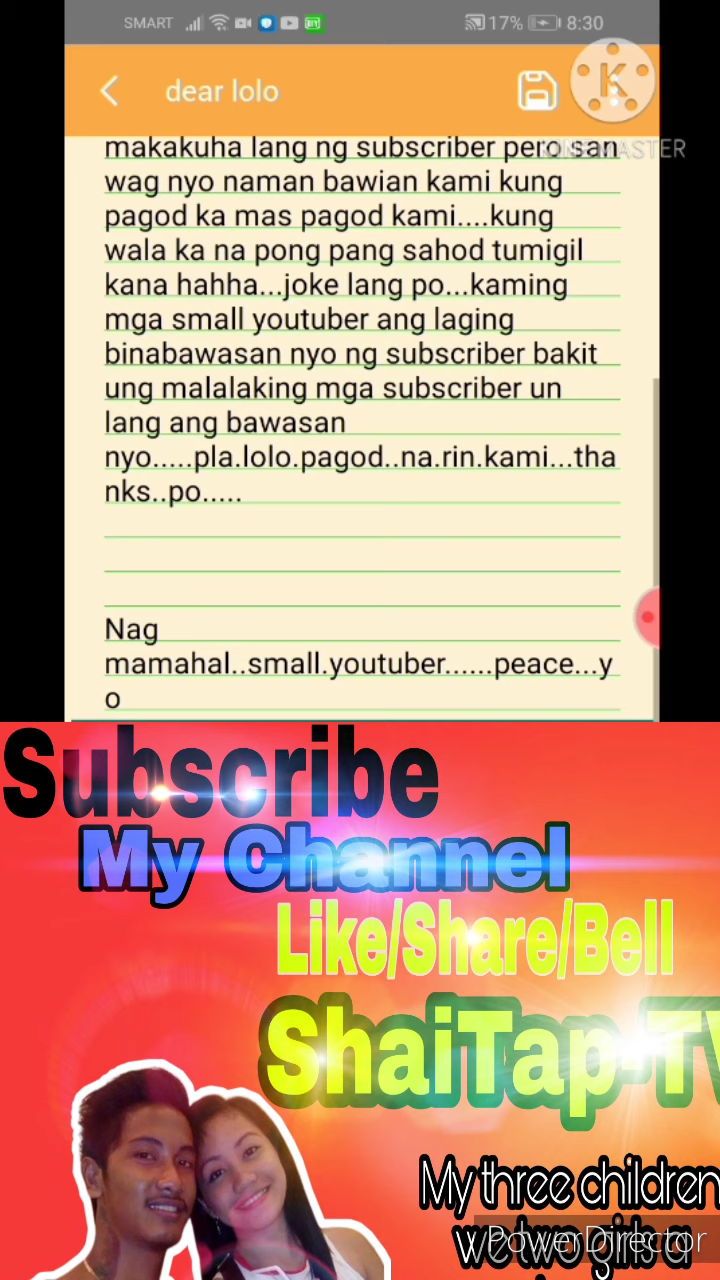 SMART
17%
8:30
dear lolo
K
KINEMASTER
makakuha lang ng subscriber pero san
wag nyo naman bawian kami kung
pagod ka mas pagod kami....kung
wala ka na pong pang sahod tumigil
kana hahha...joke lang po...kaming
mga small youtuber ang laging
binabawasan nyo ng subscriber bakit
ung malalaking mga subscriber un
lang ang bawasan
nyo.....pla.lolo.pagod..na.rin.kami...tha
nks..po.....
Nag
mamahal..small.youtuber......peace...y
o
Subscribe
My Channel
Like/Share/Bell
ShaiTap-TV
My three children
we two girls a
PowerDirector